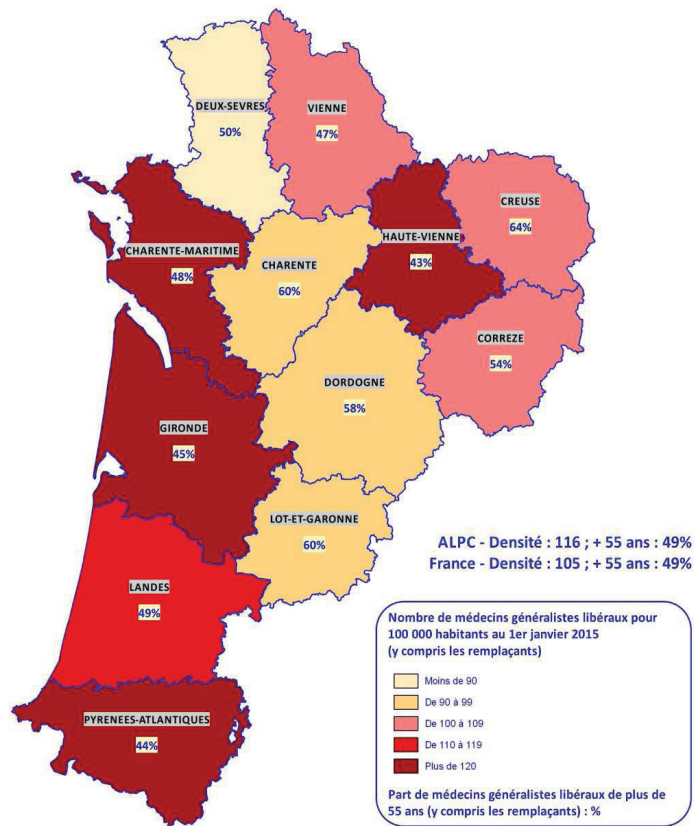 DEUX-SEVRES
50%
VIENNE
47%
CREUSE
64%
CHARENTE-MARITIME
48%
CHARENTE
60%
HAUTE-VIENNE
43%
CORREZE
54%
DORDOGNE
58%
GIRONDE
45%
LOT-ET-GARONNE
60%
LANDES
49%
PYRENEES-ATLANTIQUES
44%
ALPC - Densité : 116 ; + 55 ans : 49%
France - Densité : 105 ; + 55 ans : 49%
Nombre de médecins généralistes libéraux pour
100 000 habitants au 1er janvier 2015
(y compris les remplaçants)
Moins de 90
De 90 à 99
De 100 à 109
De 110 à 119
Plus de 120
Part de médecins généralistes libéraux de plus de
55 ans (y compris les remplaçants) : %